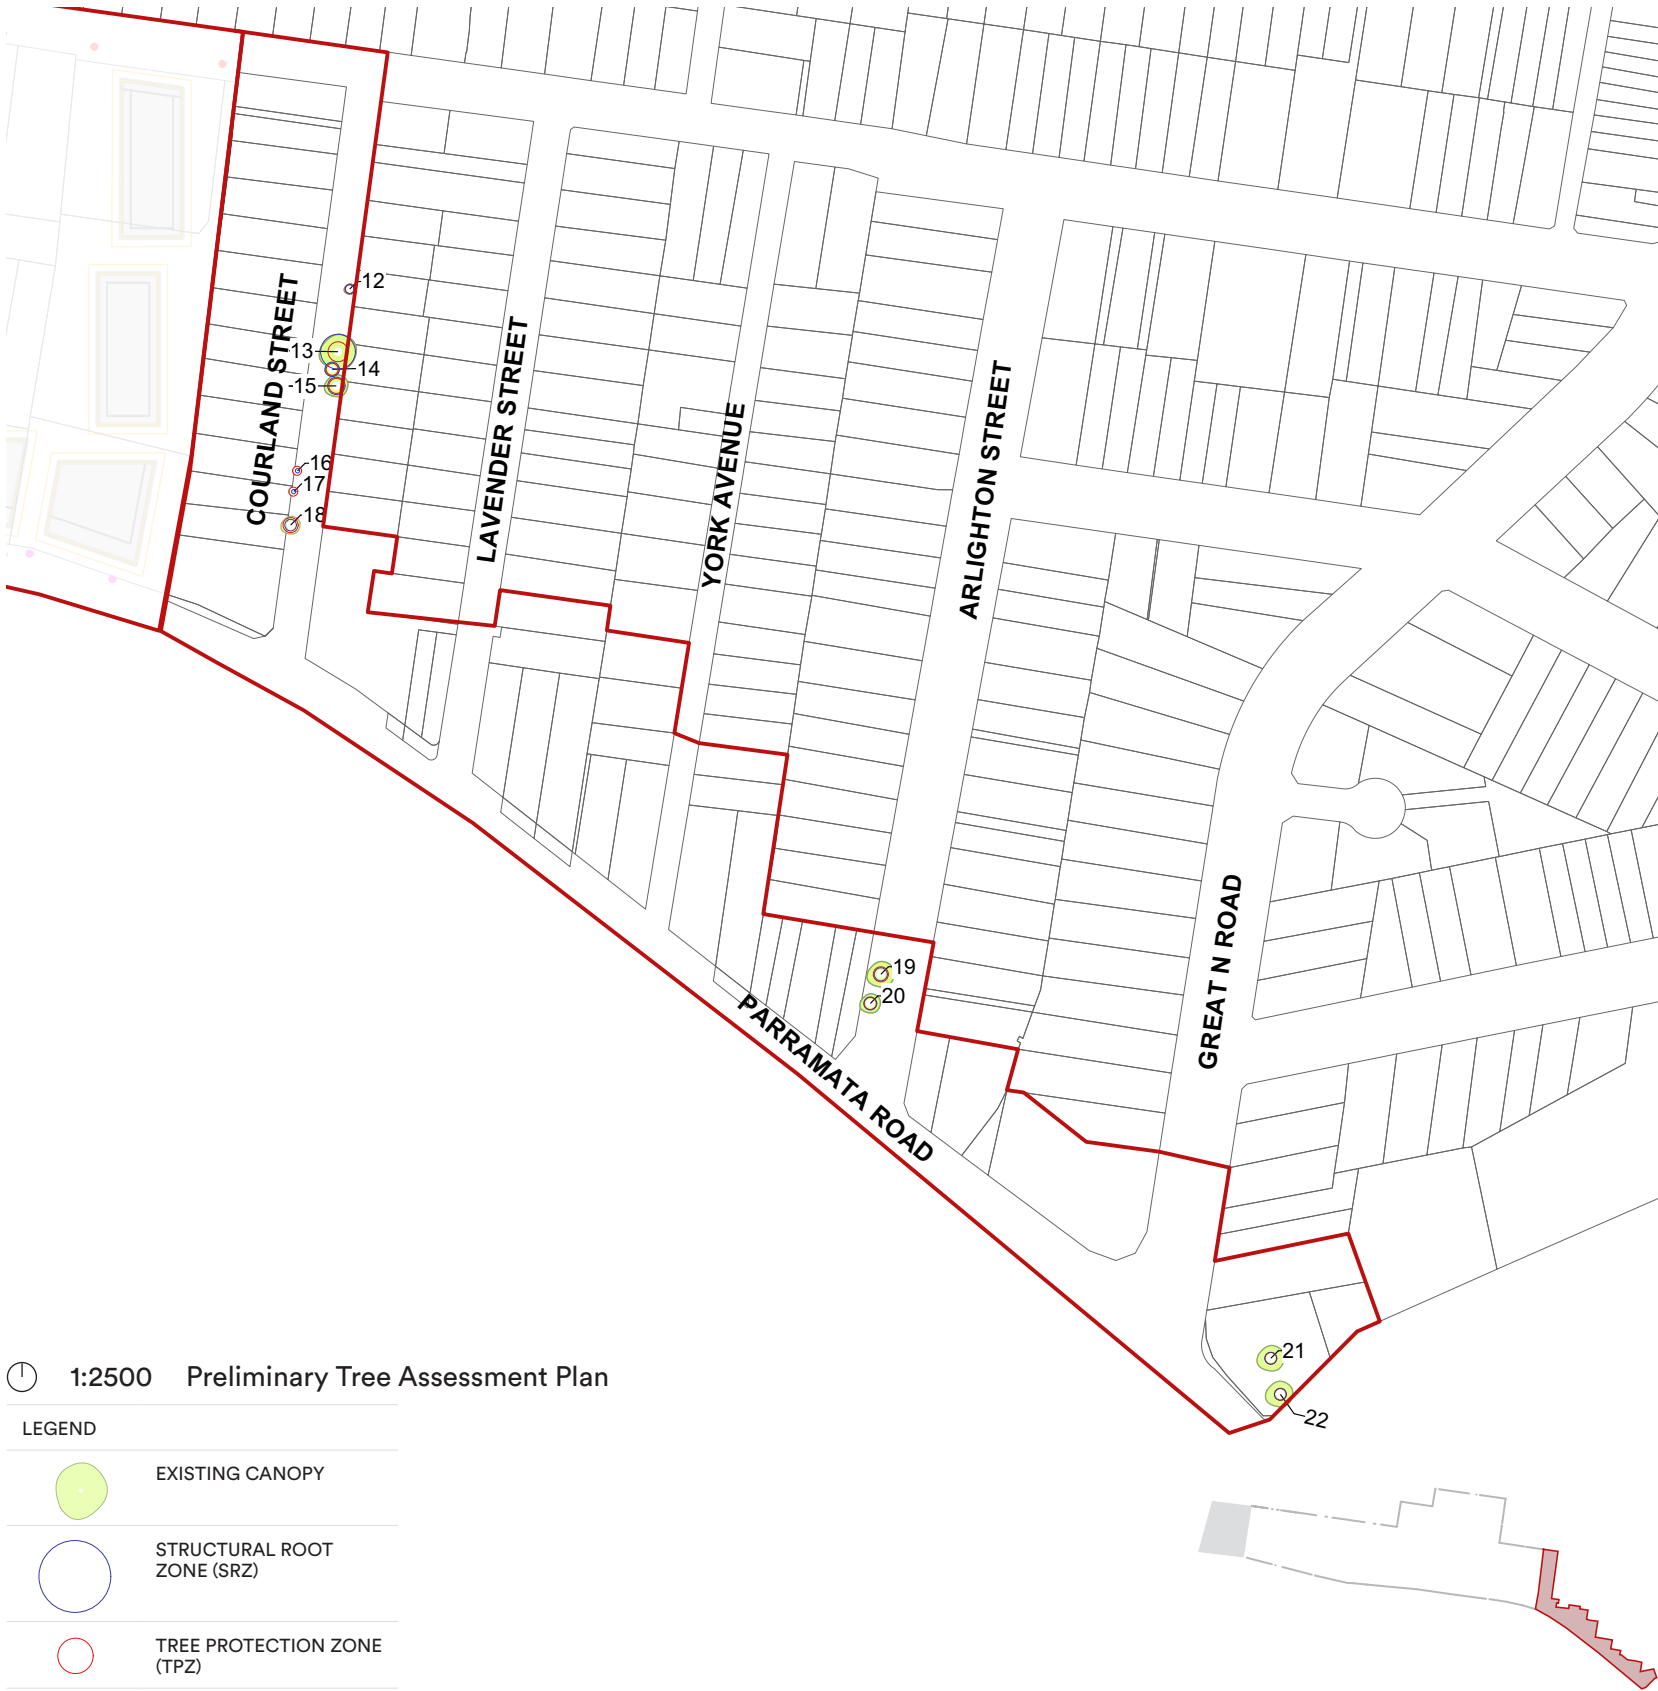 12
13
14
15
16
17
18
COURLAND STREET
LAVENDER STREET
YORK AVENUE
ARLIGHTON STREET
GREAT N ROAD
19
20
PARRAMATA ROAD
21
22
1:2500 Preliminary Tree Assessment Plan
LEGEND
EXISTING CANOPY
STRUCTURAL ROOT
ZONE (SRZ)
TREE PROTECTION ZONE
(TPZ)